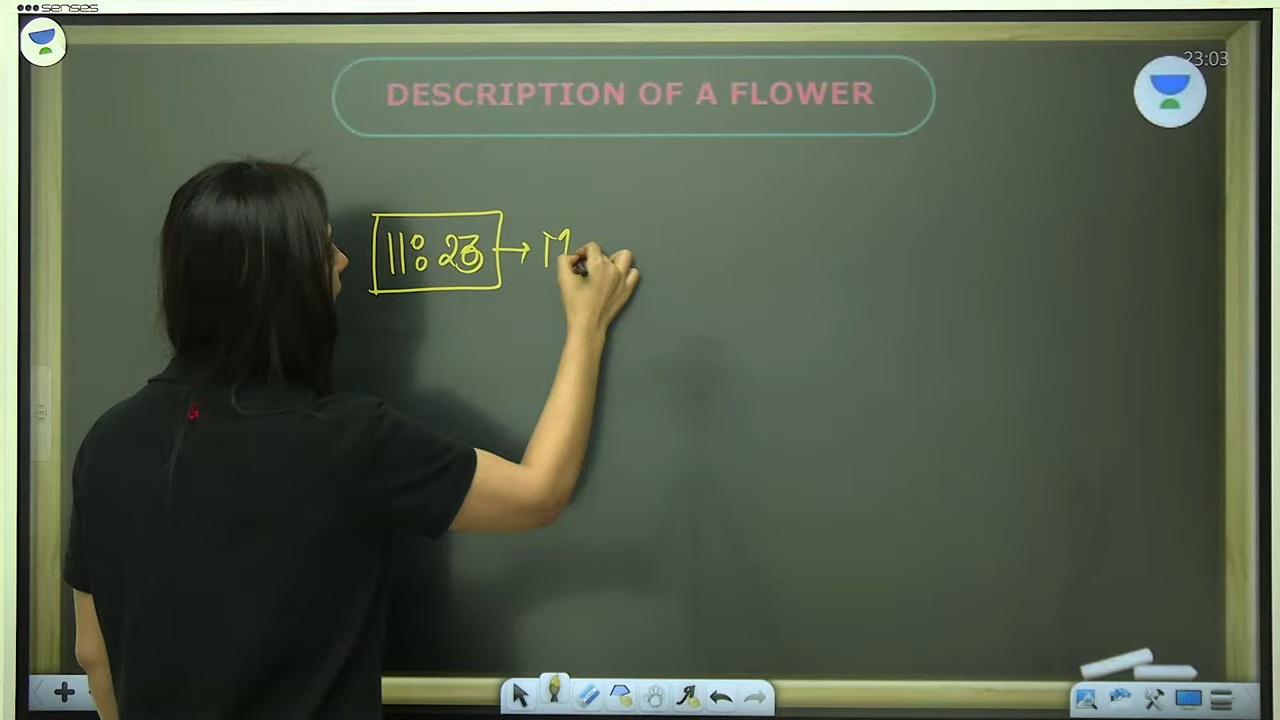 senses
23:03
DESCRIPTION OF A FLOWER
11: 23 → M